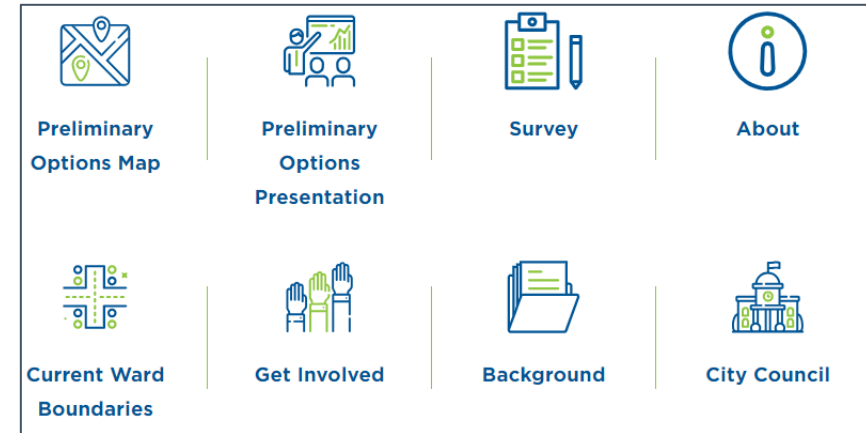 Preliminary
Options Map
Preliminary
Options
Presentation
Survey
About
Current Ward
Boundaries
Get Involved
Background
City Council